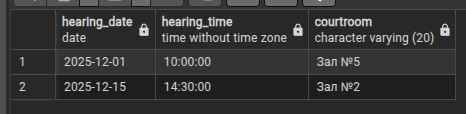 hearing_date hearing_time courtroom
date time without time zone character varying (20)
1 2025-12-01 10:00:00 Зал №5
2 2025-12-15 14:30:00 Зал №2